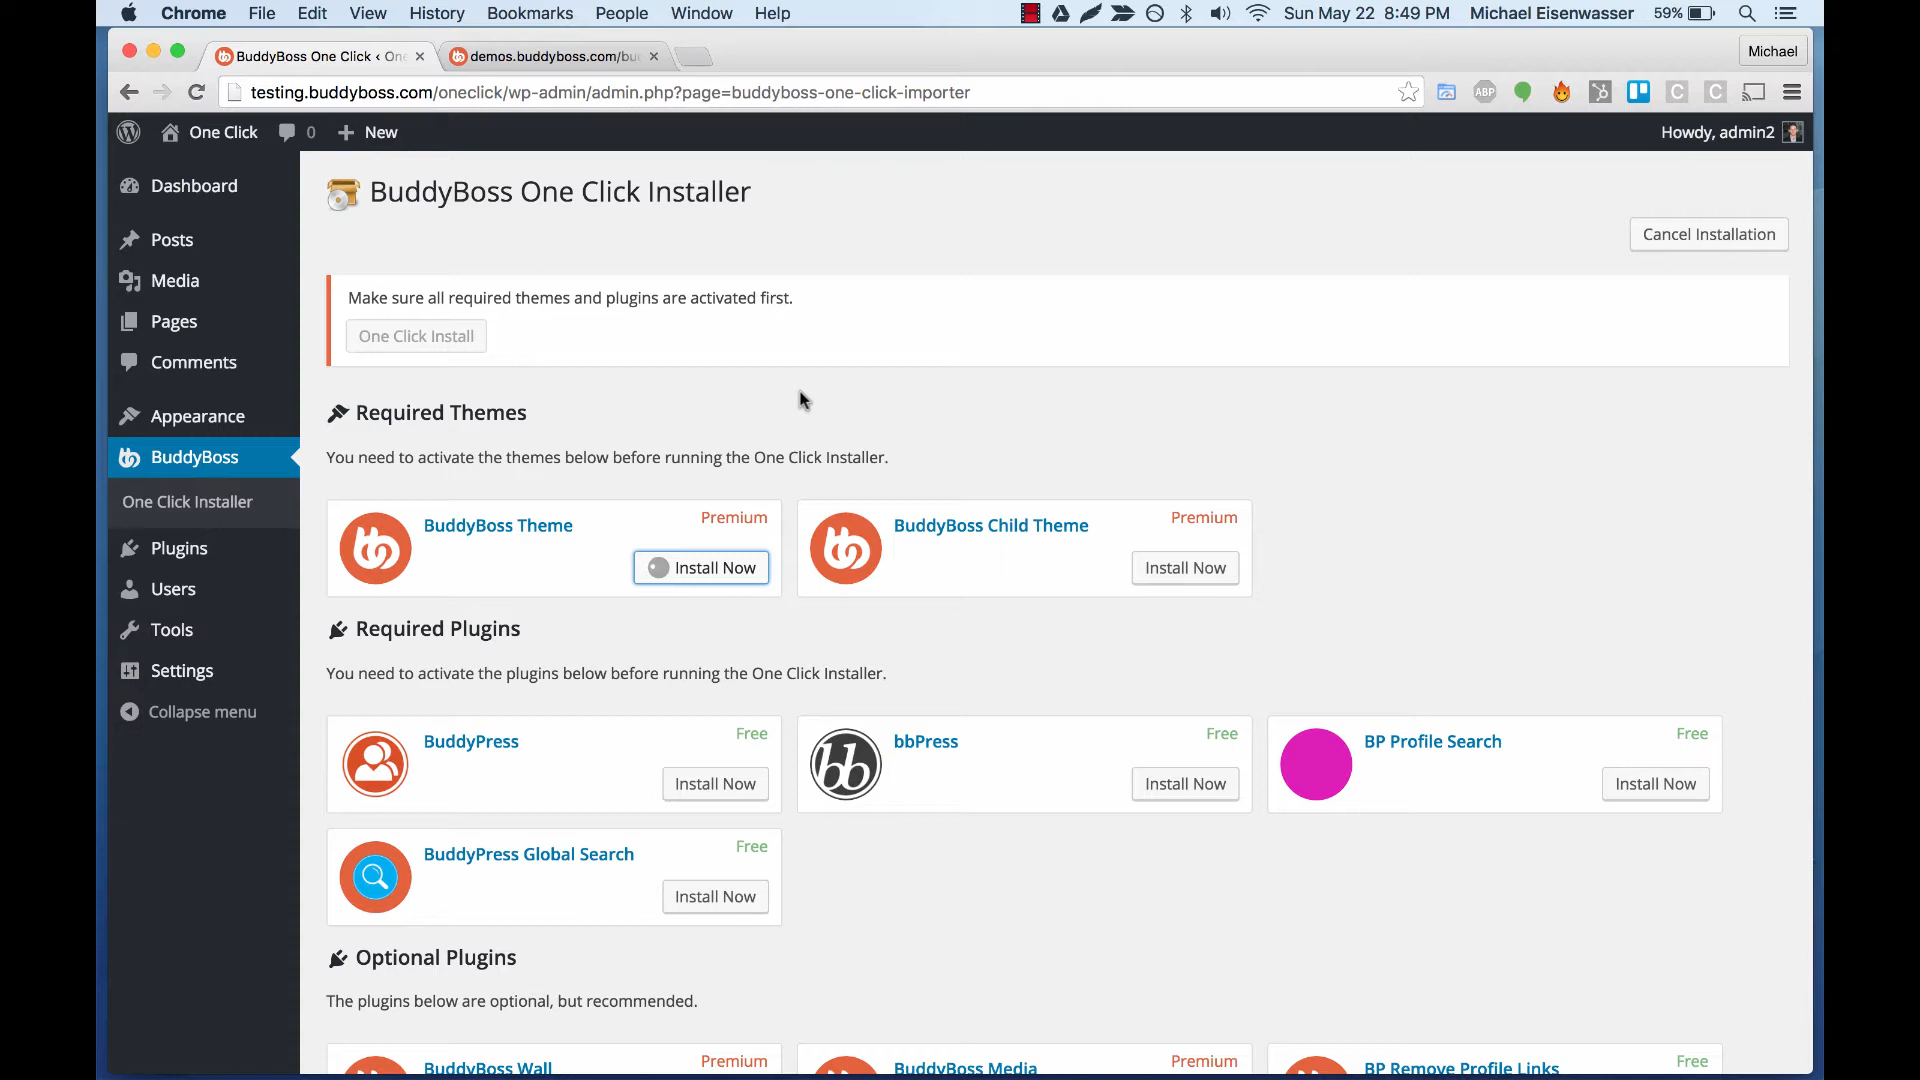 Chrome File Edit View History Bookmarks People Window Help Sun May 22 8:49 PM Michael Eisenwasser 59%
BuddyBoss One Click ‹ One demos.buddyboss.com/bu Michael
testing.buddyboss.com/oneclick/wp-admin/admin.php?page=buddyboss-one-click-importer ABP C C
One Click 0 + New Howdy, admin2
Dashboard
Posts
Media
Pages
Comments
Appearance
BuddyBoss
One Click Installer
Plugins
Users
Tools
Settings
Collapse menu
BuddyBoss One Click Installer
Cancel Installation
Make sure all required themes and plugins are activated first.
One Click Install
Required Themes
You need to activate the themes below before running the One Click Installer.
BuddyBoss Theme Premium
Install Now
BuddyBoss Child Theme Premium
Install Now
Required Plugins
You need to activate the plugins below before running the One Click Installer.
BuddyPress Free
Install Now
bb
bbPress Free
Install Now
BP Profile Search Free
Install Now
BuddyPress Global Search Free
Install Now
Optional Plugins
The plugins below are optional, but recommended.
BuddyBoss Wall Premium
BuddyBoss Media Premium
BP Remove Profile Links Free